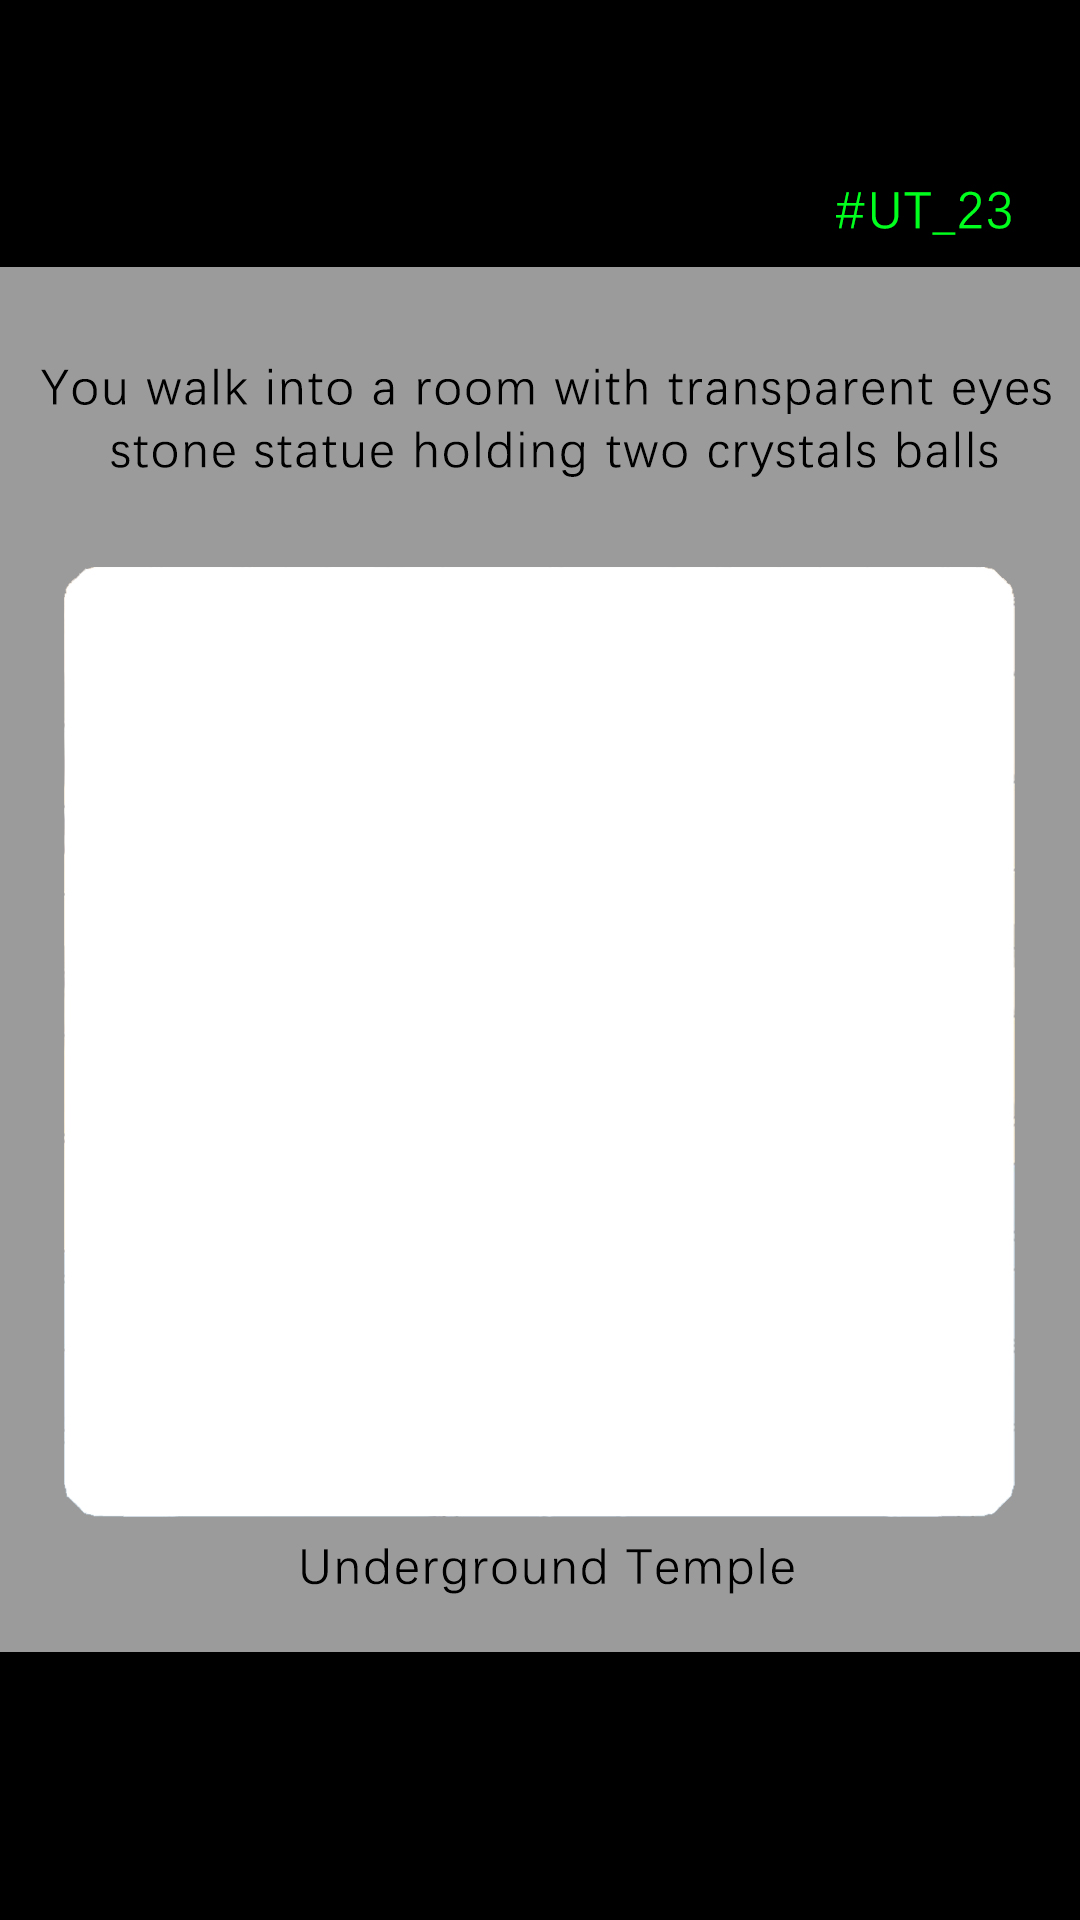 #UT_23
You walk into a room with transparent eyes
stone statue holding two crystals balls
Underground Temple